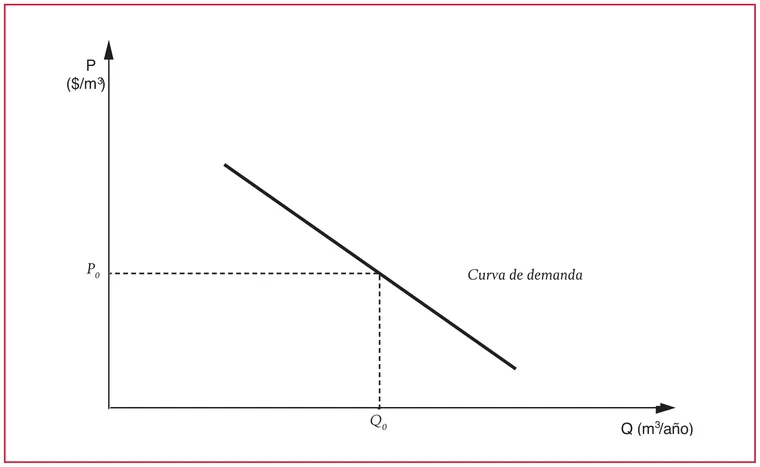 P
($/m³)
P₀
Curva de demanda
Q₀
Q (m³/año)